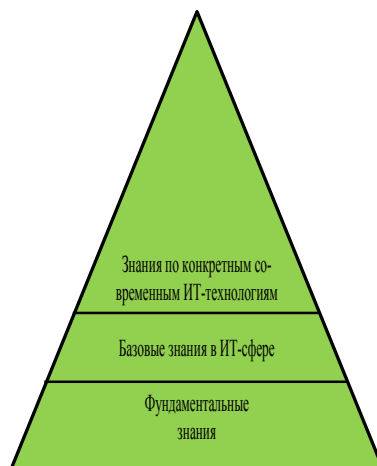 Знания по конкретным со-
временным ИТ-технологиям
Базовые знания в ИТ-сфере
Фундаментальные
знания